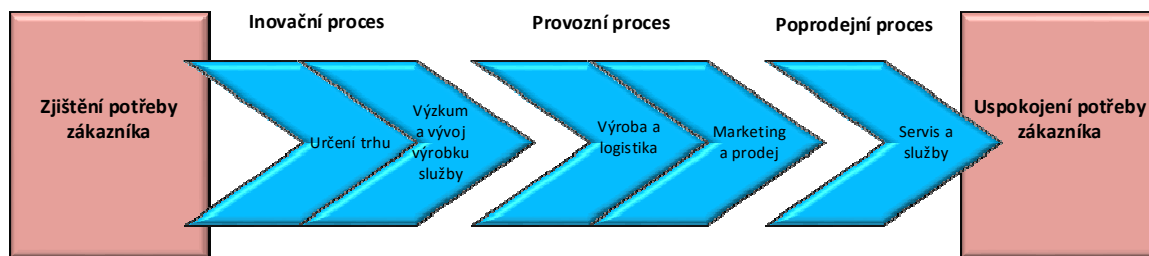 Inovační proces
Provozní proces
Poprodejní proces
Zjištění potřeby
zákazníka
Určení trhu
Výzkum
a vývoj
výrobku
služby
Výroba a
logistika
Marketing
a prodej
Servis a
služby
Uspokojení potřeby
zákazníka